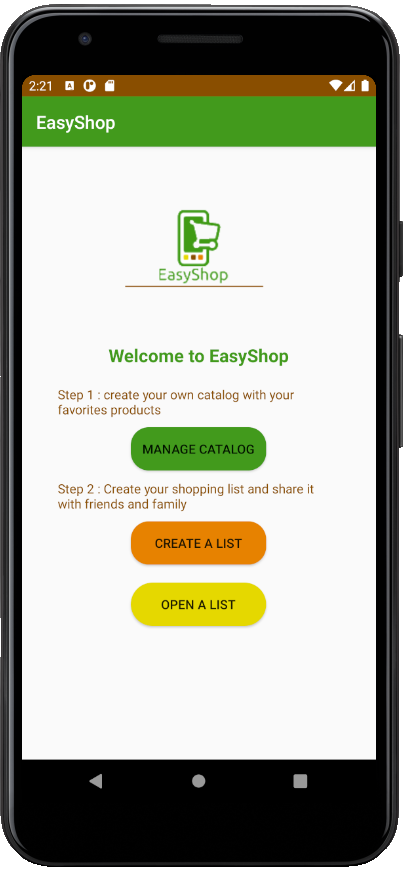 2:21
EasyShop
EasyShop
Welcome to EasyShop
Step 1 : create your own catalog with your
favorites products
MANAGE CATALOG
Step 2 : Create your shopping list and share it
with friends and family
CREATE A LIST
OPEN A LIST